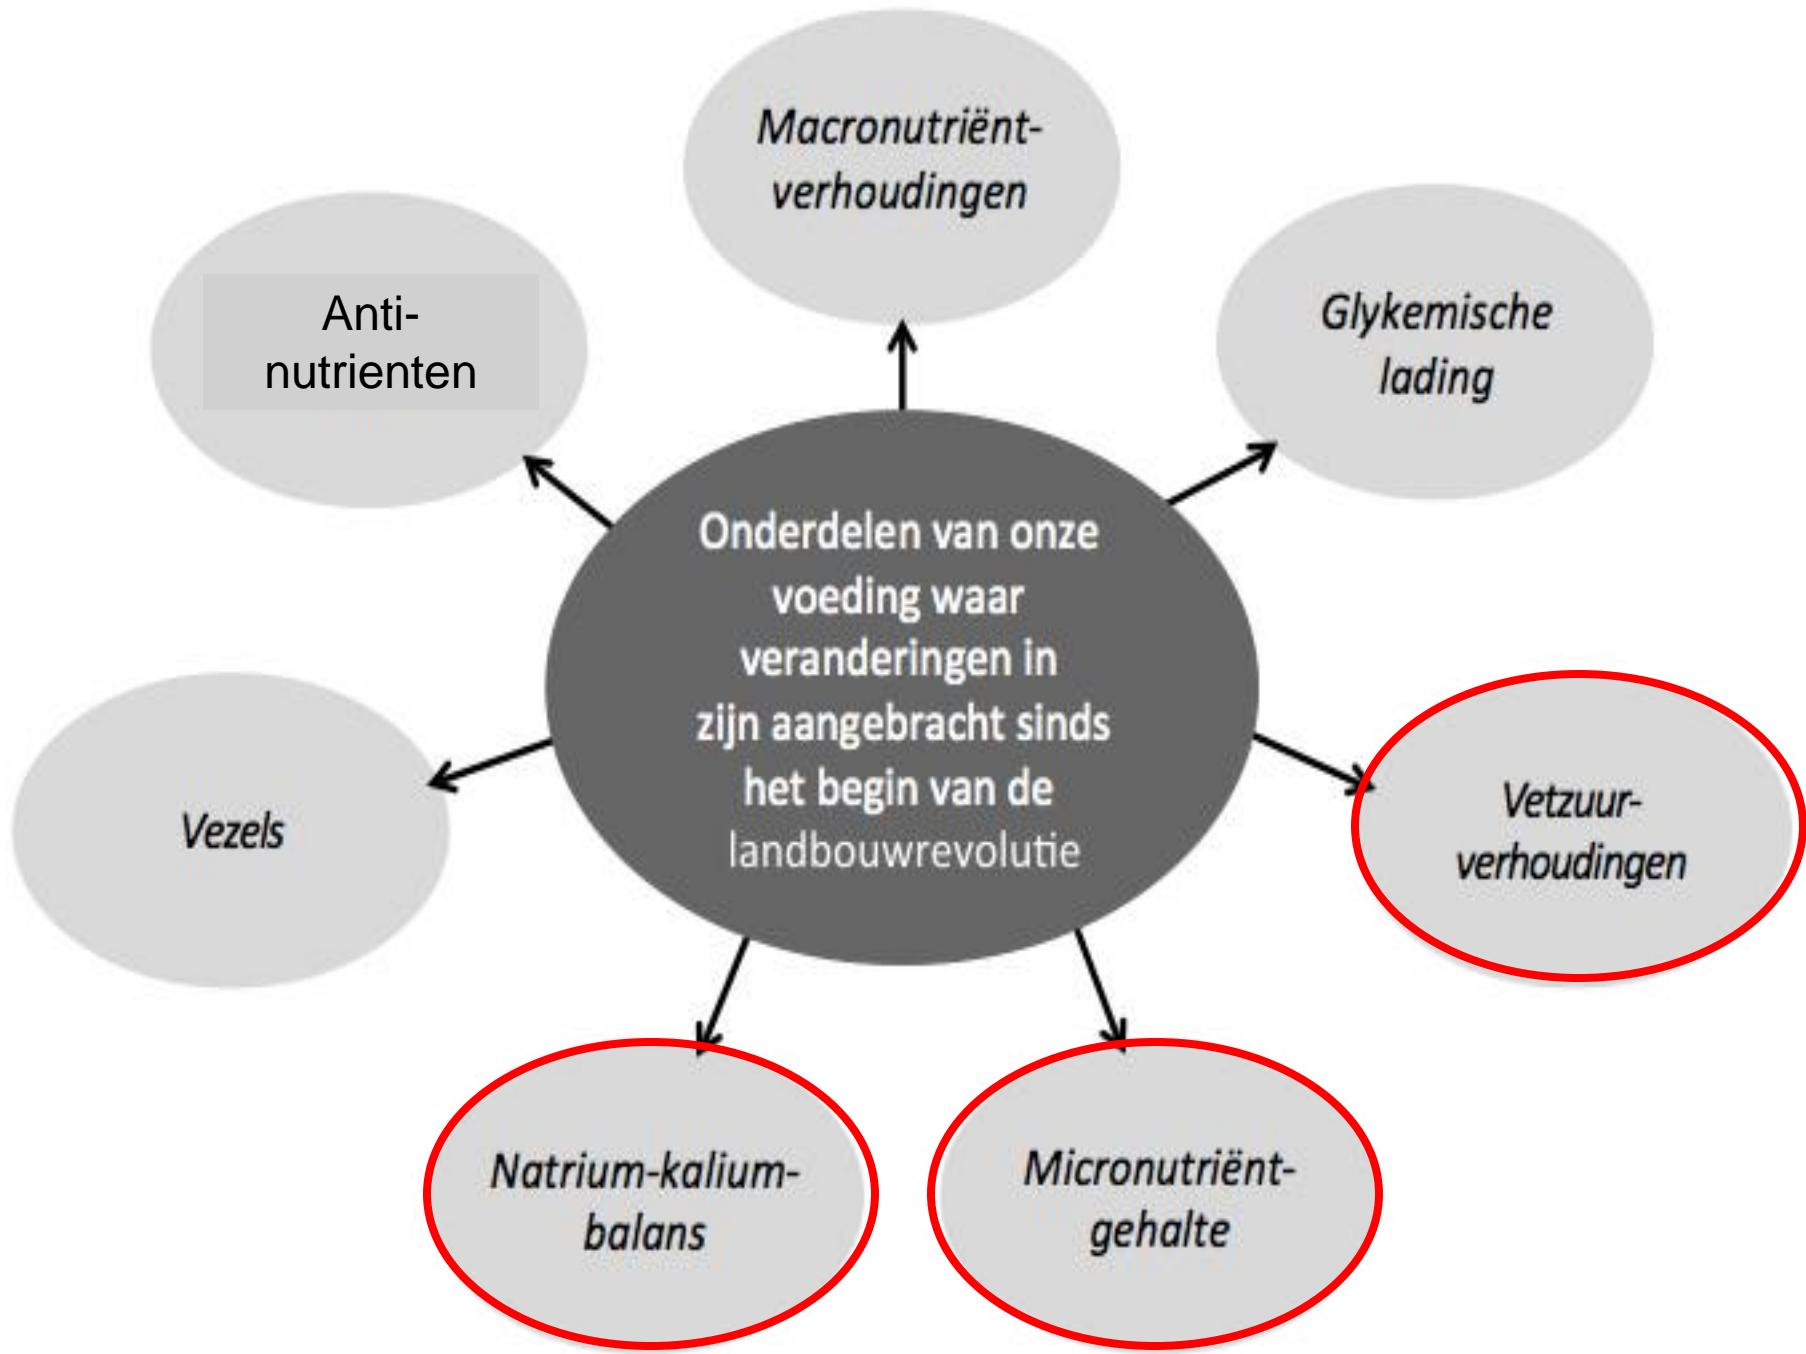 Macronutriënt-
verhoudingen
Anti-
nutrienten
Glykemische
lading
Onderdelen van onze
voeding waar
veranderingen in
zijn aangebracht sinds
het begin van de
landbouwrevolutie
Vezels
Vetzuur-
verhoudingen
Natrium-kalium-
balans
Micronutriënt-
gehalte